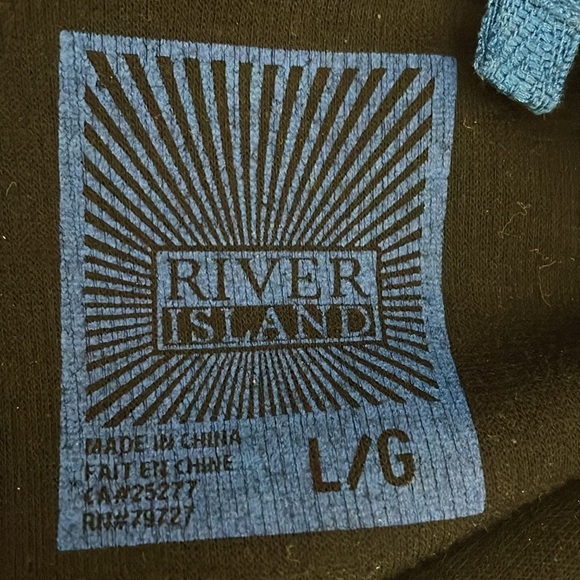 RIVER
ISLAND
MADE IN CHINA
FAIT EN CHINE
CA#25277
RN#79727
L/G